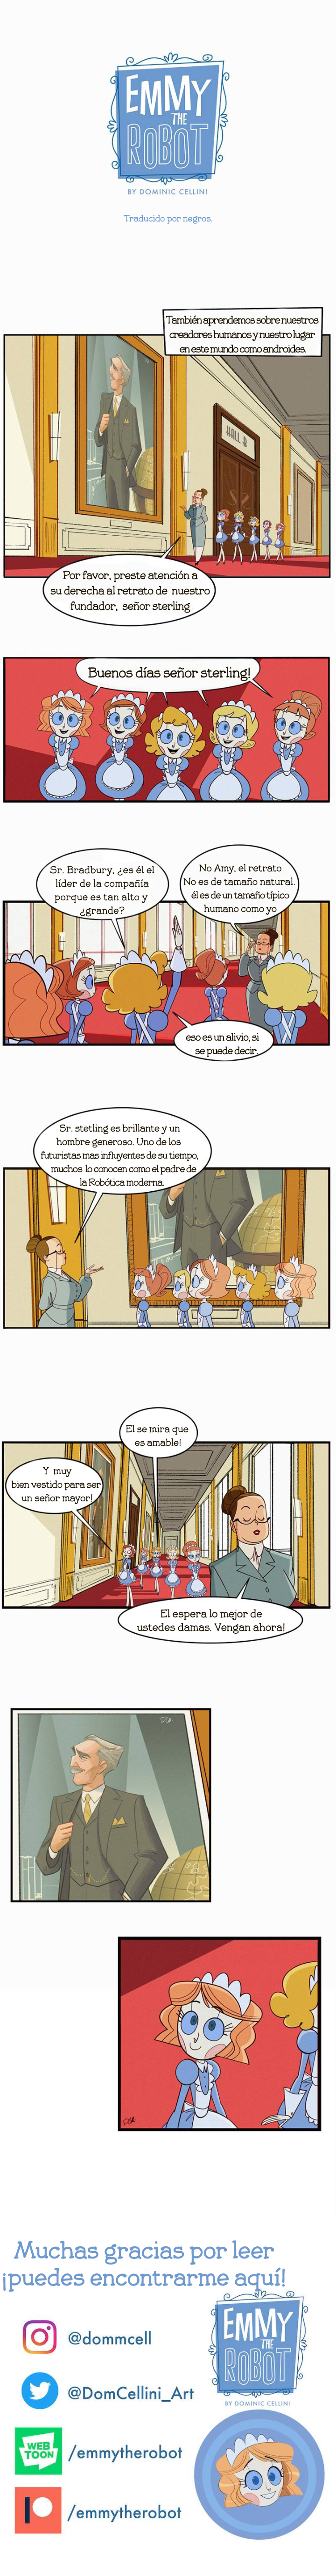 EMMY
THE
ROBOT
BY DOMINIC CELLINI
Traducido por negros.
También aprendemos sobre nuestros
creadores humanos y nuestro lugar
en este mundo como androides.
HALL B
Por favor, preste atención a
su derecha al retrato de nuestro
fundador, señor sterling
Buenos días señor sterling!
Sr. Bradbury, ¿es él el
líder de la compañía
porque es tan alto y
¿grande?
No Amy, el retrato
No es de tamaño natural.
él es de un tamaño típico
humano como yo
eso es un alivio, si
se puede decir.
Sr. stetling es brillante y un
hombre generoso. Uno de los
futuristas mas influyentes de su tiempo,
muchos lo conocen como el padre de
la Robótica moderna.
El se mira que
es amable!
Y muy
bien vestido para ser
un señor mayor!
El espera lo mejor de
ustedes damas. Vengan ahora!
Muchas gracias por leer
¡puedes encontrarme aquí!
@dommcell
@DomCellini_Art
WEB
TOON
/emmytherobot
/emmytherobot
EMMY
THE
ROBOT
BY DOMINIC CELLINI